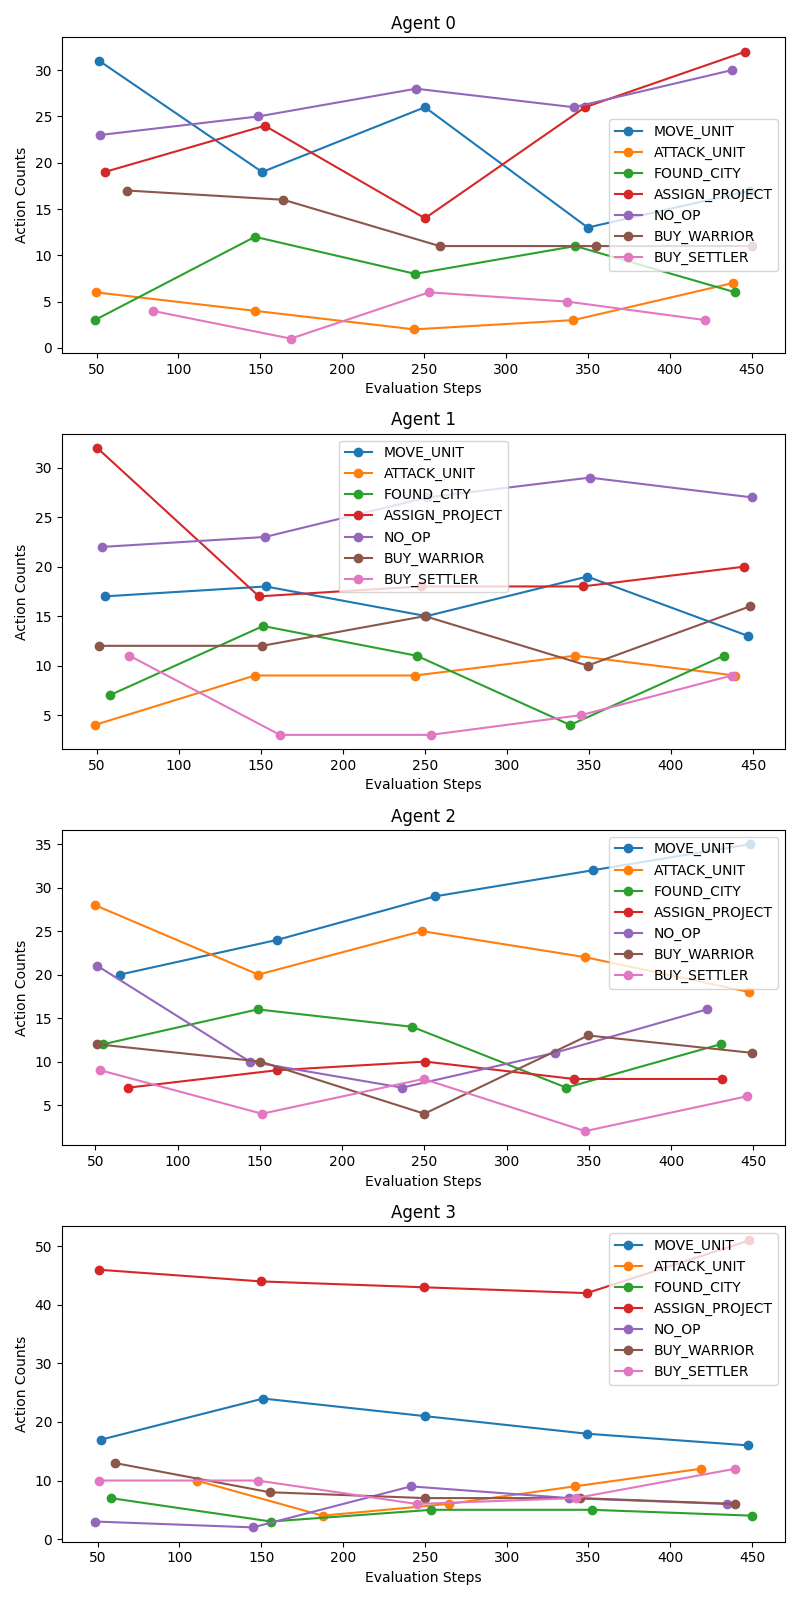 Agent 0
Action Counts
30
25
20
15
10
5
0
MOVE_UNIT
ATTACK_UNIT
FOUND_CITY
ASSIGN_PROJECT
NO_OP
BUY_WARRIOR
BUY_SETTLER
50 100 150 200 250 300 350 400 450
Evaluation Steps
Agent 1
Action Counts
30
25
20
15
10
5
MOVE_UNIT
ATTACK_UNIT
FOUND_CITY
ASSIGN_PROJECT
NO_OP
BUY_WARRIOR
BUY_SETTLER
50 100 150 200 250 300 350 400 450
Evaluation Steps
Agent 2
Action Counts
35
30
25
20
15
10
5
MOVE_UNIT
ATTACK_UNIT
FOUND_CITY
ASSIGN_PROJECT
NO_OP
BUY_WARRIOR
BUY_SETTLER
50 100 150 200 250 300 350 400 450
Evaluation Steps
Agent 3
Action Counts
50
40
30
20
10
0
MOVE_UNIT
ATTACK_UNIT
FOUND_CITY
ASSIGN_PROJECT
NO_OP
BUY_WARRIOR
BUY_SETTLER
50 100 150 200 250 300 350 400 450
Evaluation Steps